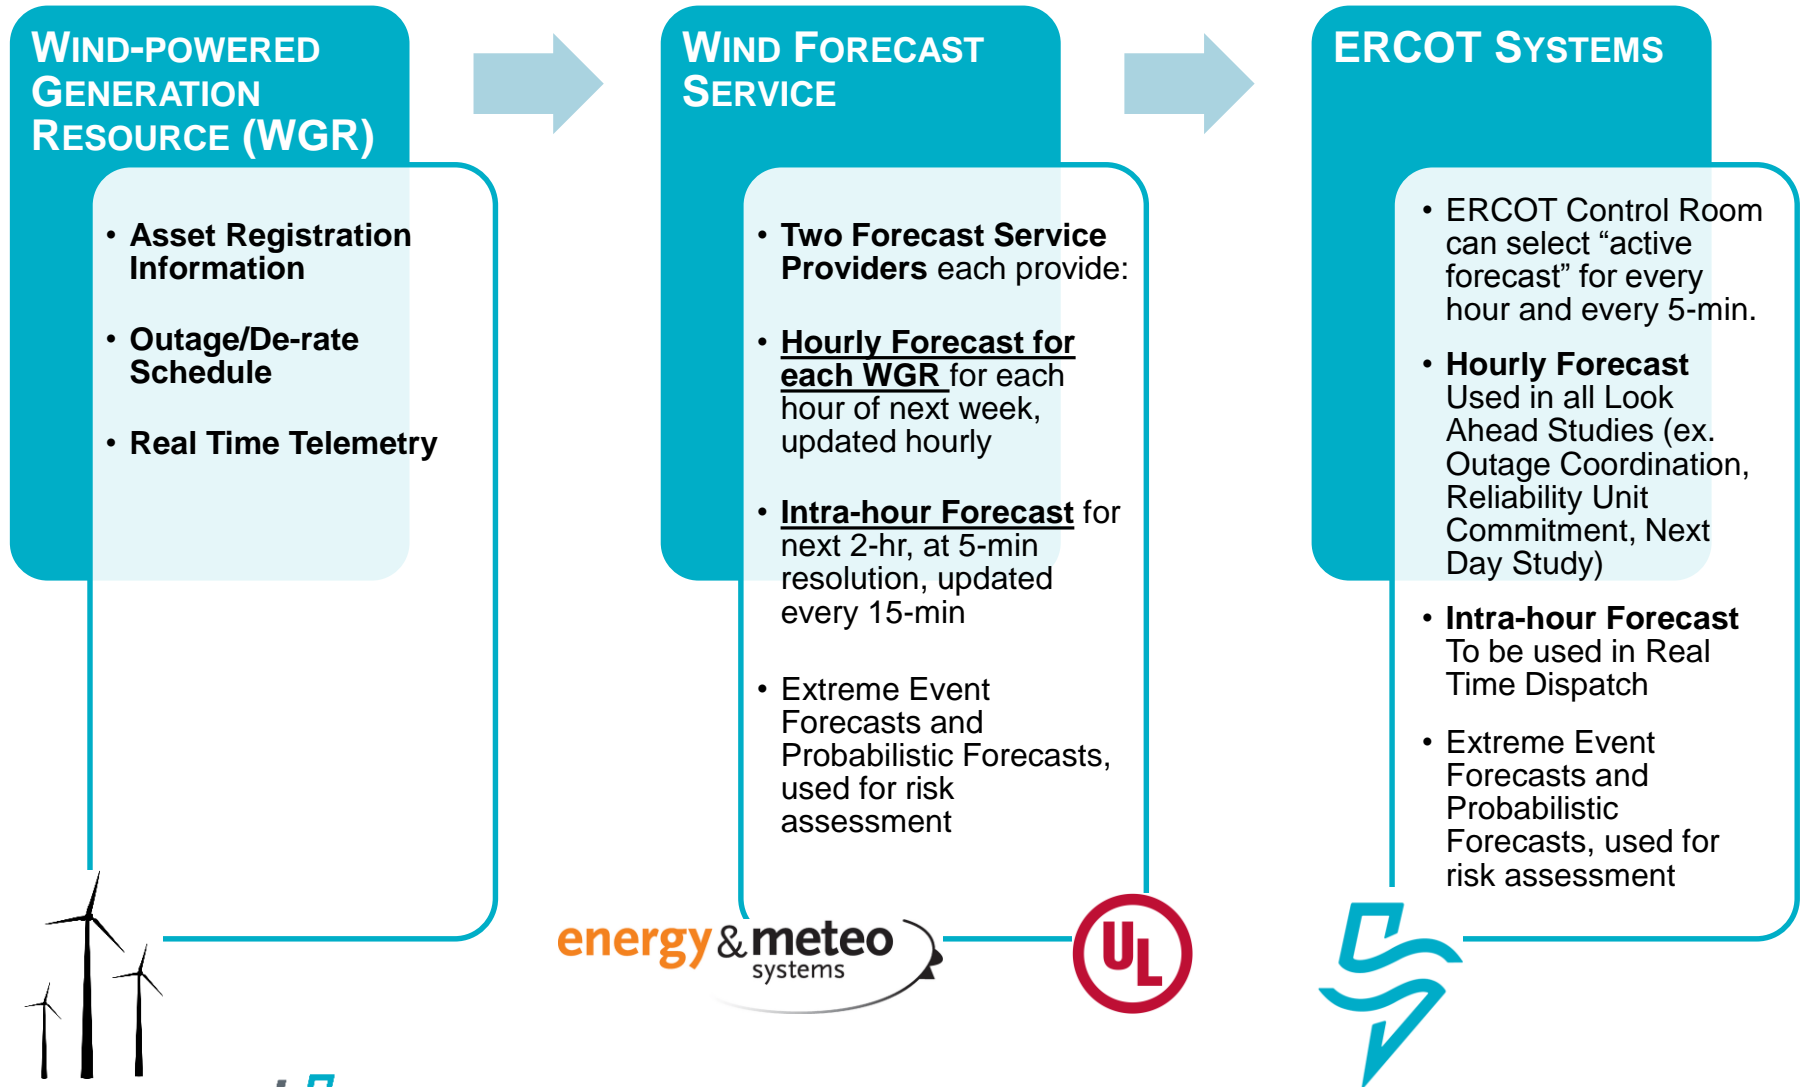 WIND-POWERED
GENERATION
RESOURCE (WGR)
• Asset Registration
Information
• Outage/De-rate
Schedule
• Real Time Telemetry
WIND FORECAST
SERVICE
• Two Forecast Service
Providers each provide:
• Hourly Forecast for
each WGR for each
hour of next week,
updated hourly
• Intra-hour Forecast for
next 2-hr, at 5-min
resolution, updated
every 15-min
• Extreme Event
Forecasts and
Probabilistic Forecasts,
used for risk
assessment
energy & meteo
systems
UL
ERCOT SYSTEMS
• ERCOT Control Room
can select “active
forecast” for every
hour and every 5-min.
• Hourly Forecast
Used in all Look
Ahead Studies (ex.
Outage Coordination,
Reliability Unit
Commitment, Next
Day Study)
• Intra-hour Forecast
To be used in Real
Time Dispatch
• Extreme Event
Forecasts and
Probabilistic
Forecasts, used for
risk assessment